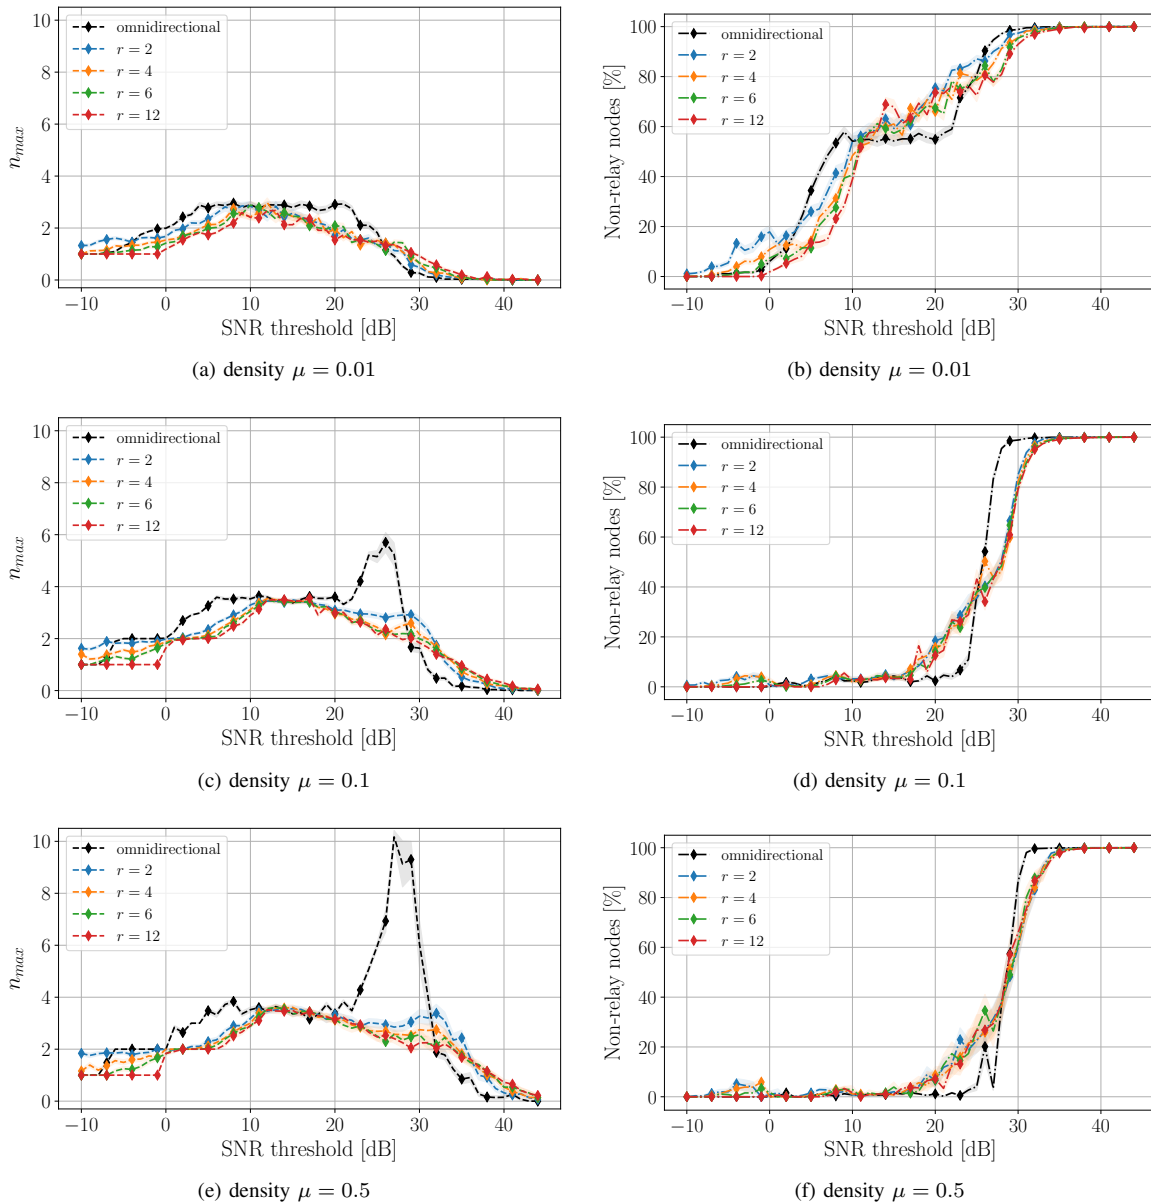 10
8
6
4
2
0
n_max
omnidirectional
r = 2
r = 4
r = 6
r = 12
−10 0 10 20 30 40
SNR threshold [dB]
(a) density μ = 0.01
100
80
60
40
20
0
Non-relay nodes [%]
omnidirectional
r = 2
r = 4
r = 6
r = 12
−10 0 10 20 30 40
SNR threshold [dB]
(b) density μ = 0.01
10
8
6
4
2
0
n_max
omnidirectional
r = 2
r = 4
r = 6
r = 12
−10 0 10 20 30 40
SNR threshold [dB]
(c) density μ = 0.1
100
80
60
40
20
0
Non-relay nodes [%]
omnidirectional
r = 2
r = 4
r = 6
r = 12
−10 0 10 20 30 40
SNR threshold [dB]
(d) density μ = 0.1
10
8
6
4
2
0
n_max
omnidirectional
r = 2
r = 4
r = 6
r = 12
−10 0 10 20 30 40
SNR threshold [dB]
(e) density μ = 0.5
100
80
60
40
20
0
Non-relay nodes [%]
omnidirectional
r = 2
r = 4
r = 6
r = 12
−10 0 10 20 30 40
SNR threshold [dB]
(f) density μ = 0.5